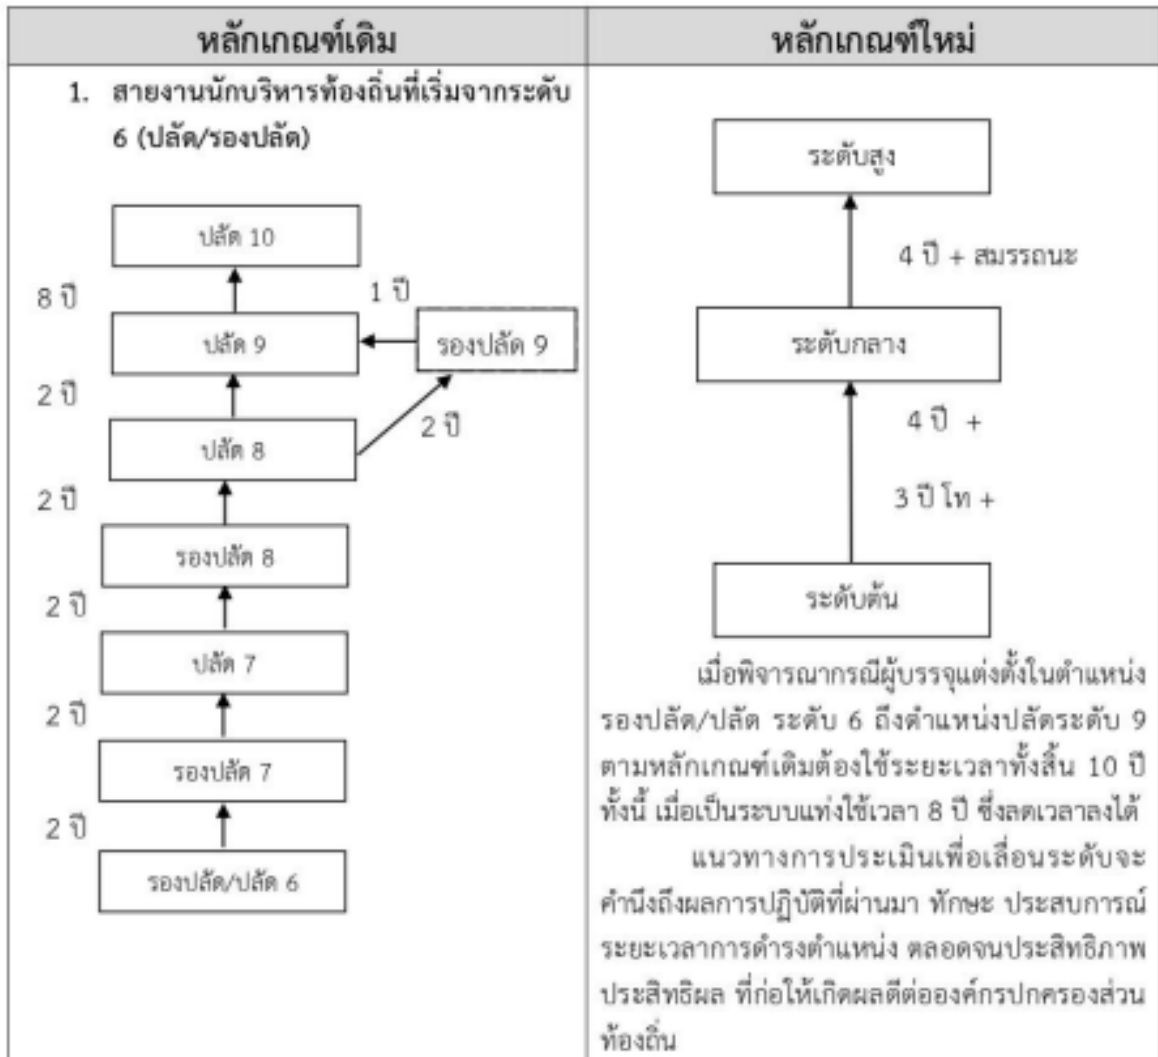 หลักเกณฑ์เดิม
1. สายงานนักบริหารท้องถิ่นที่เริ่มจากระดับ
6 (ปลัด/รองปลัด)
ปลัด 10
8 ปี
1 ปี
ปลัด 9
รองปลัด 9
2 ปี
2 ปี
ปลัด 8
2 ปี
รองปลัด 8
2 ปี
ปลัด 7
2 ปี
รองปลัด 7
2 ปี
รองปลัด/ปลัด 6
หลักเกณฑ์ใหม่
ระดับสูง
4 ปี + สมรรถนะ
ระดับกลาง
4 ปี +
3 ปี โท +
ระดับต้น
เมื่อพิจารณากรณีผู้บรรจุแต่งตั้งในตำแหน่ง
รองปลัด/ปลัด ระดับ 6 ถึงตำแหน่งปลัดระดับ 9
ตามหลักเกณฑ์เดิมต้องใช้ระยะเวลาทั้งสิ้น 10 ปี
ทั้งนี้ เมื่อเป็นระบบแท่งใช้เวลา 8 ปี ซึ่งลดเวลาลงได้
แนวทางการประเมินเพื่อเลื่อนระดับจะ
คำนึงถึงผลการปฏิบัติที่ผ่านมา ทักษะ ประสบการณ์
ระยะเวลาการดำรงตำแหน่ง ตลอดจนประสิทธิภาพ
ประสิทธิผล ที่ก่อให้เกิดผลดีต่อองค์กรปกครองส่วน
ท้องถิ่น